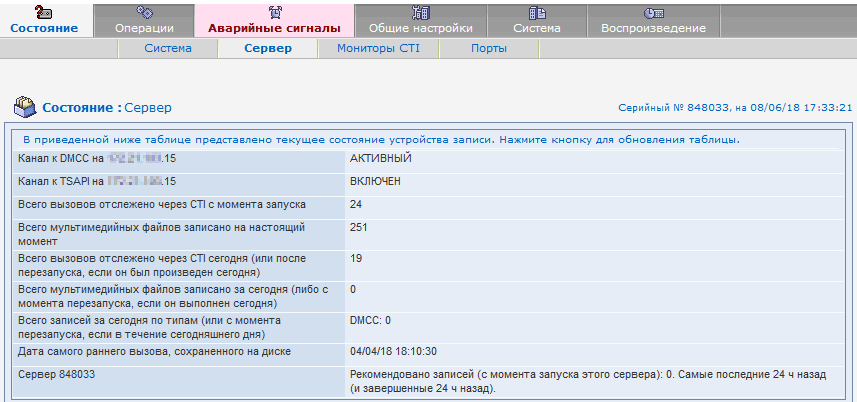 Состояние Операции Аварийные сигналы Общие настройки Система Воспроизведение
Система Сервер Мониторы CTI Порты
Состояние : Сервер
Серийный № 848033, на 08/06/18 17:33:21
В приведенной ниже таблице представлено текущее состояние устройства записи. Нажмите кнопку для обновления таблицы.
Канал к DMCC на .15 АКТИВНЫЙ
Канал к TSAPI на .15 ВКЛЮЧЕН
Всего вызовов отслежено через CTI с момента запуска 24
Всего мультимедийных файлов записано на настоящий 251
момент
Всего вызовов отслежено через CTI сегодня (или после 19
перезапуска, если он был произведен сегодня)
Всего мультимедийных файлов записано за сегодня (либо с 0
момента перезапуска, если он выполнен сегодня)
Всего записей за сегодня по типам (или с момента DMCC: 0
перезапуска, если в течение сегодняшнего дня)
Дата самого раннего вызова, сохраненного на диске 04/04/18 18:10:30
Сервер 848033 Рекомендовано записей (с момента запуска этого сервера): 0. Самые последние 24 ч назад
(и завершенные 24 ч назад).